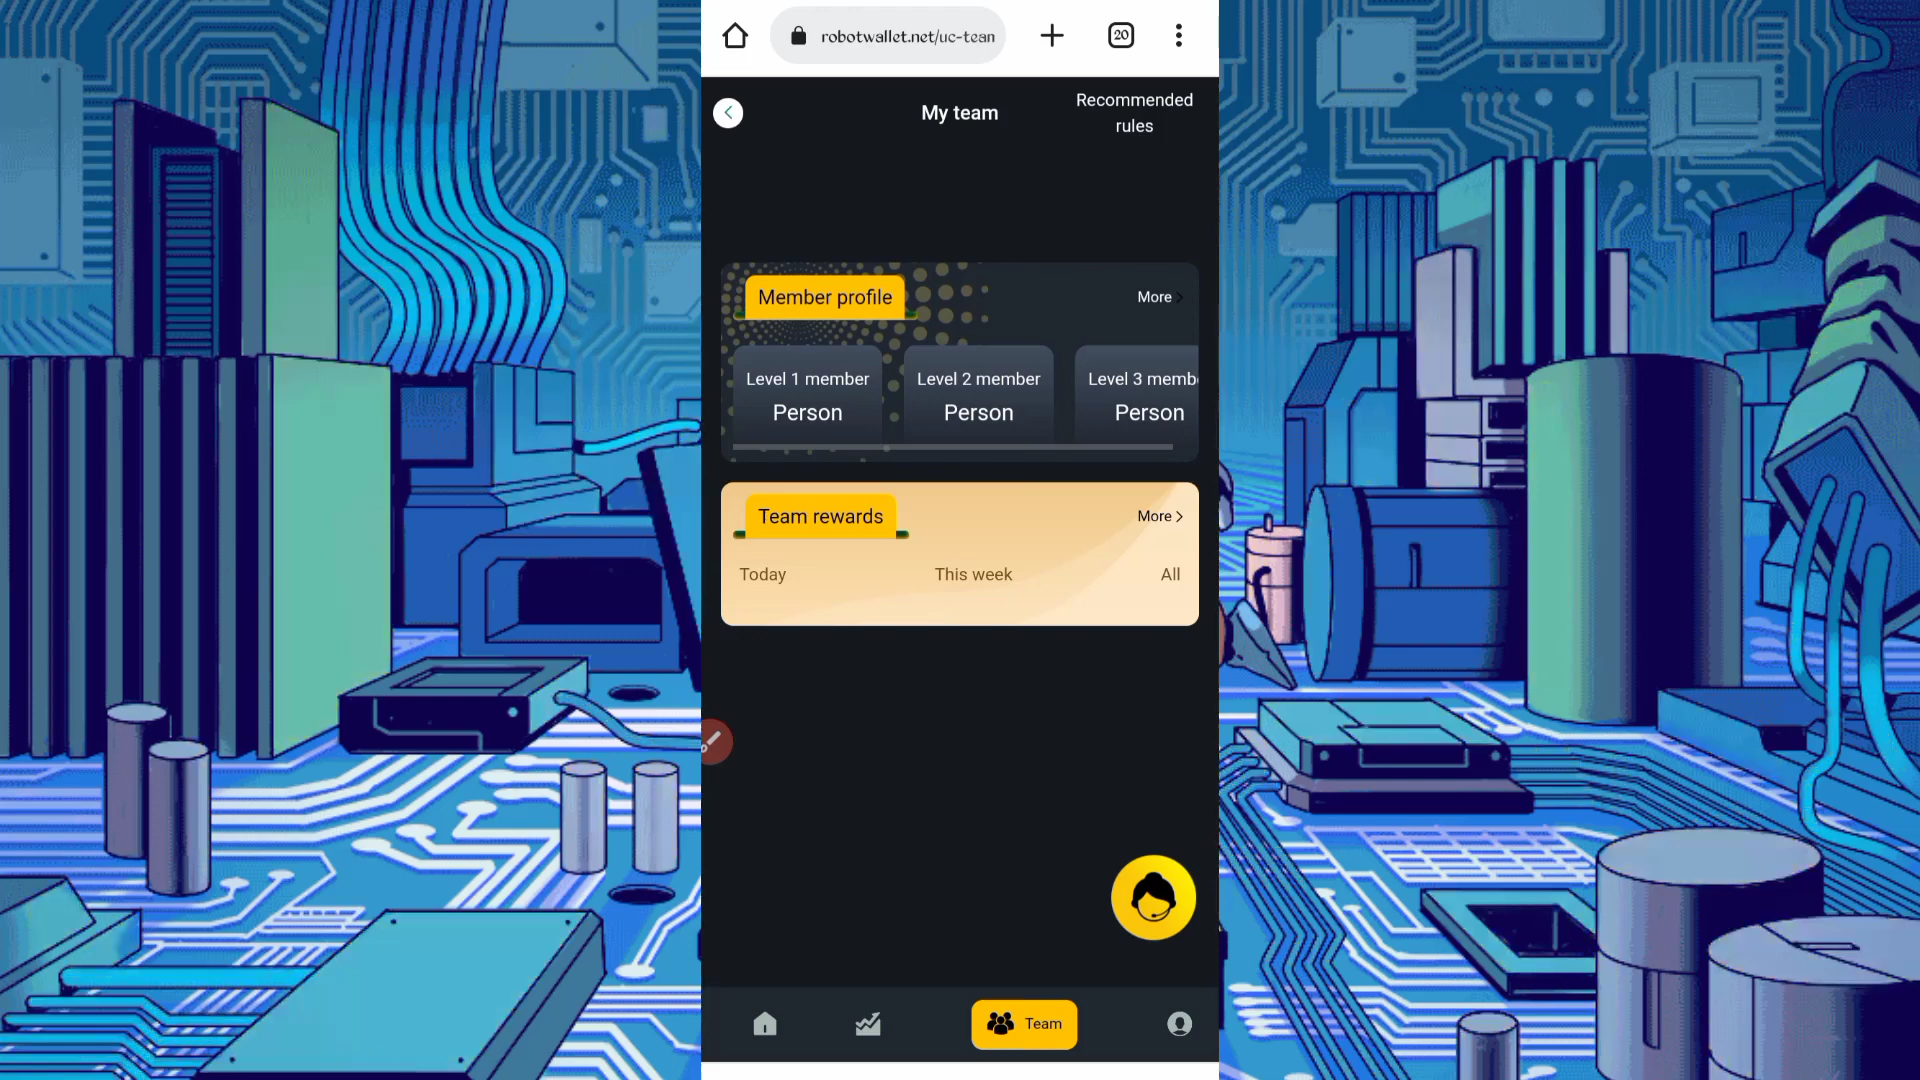 robotwallet.net/uc-tean
20
My team
Recommended
rules
Member profile
More
Level 1 member
Level 2 member
Level 3 memb
Person
Person
Person
Team rewards
More
Today
This week
All
Team